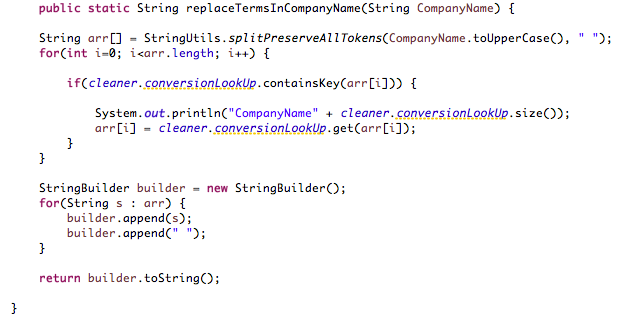 public static String replaceTermsInCompanyName(String CompanyName) {
String arr[] = StringUtils.splitPreserveAllTokens(CompanyName.toUpperCase(), " ");
for(int i=0; i<arr.length; i++) {
if(cleaner.conversionLookUp.containsKey(arr[i])) {
System.out.println("CompanyName" + cleaner.conversionLookUp.size());
arr[i] = cleaner.conversionLookUp.get(arr[i]);
}
}
StringBuilder builder = new StringBuilder();
for(String s : arr) {
builder.append(s);
builder.append(" ");
}
return builder.toString();
}